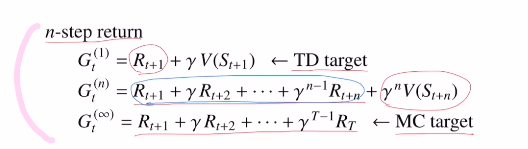 n-step return
G_t^{(1)} = R_{t+1} + γ V(S_{t+1}) ← TD target
G_t^{(n)} = R_{t+1} + γ R_{t+2} + ⋯ + γ^{n-1} R_{t+n} + γ^n V(S_{t+n})
G_t^{(∞)} = R_{t+1} + γ R_{t+2} + ⋯ + γ^{T-1} R_T ← MC target